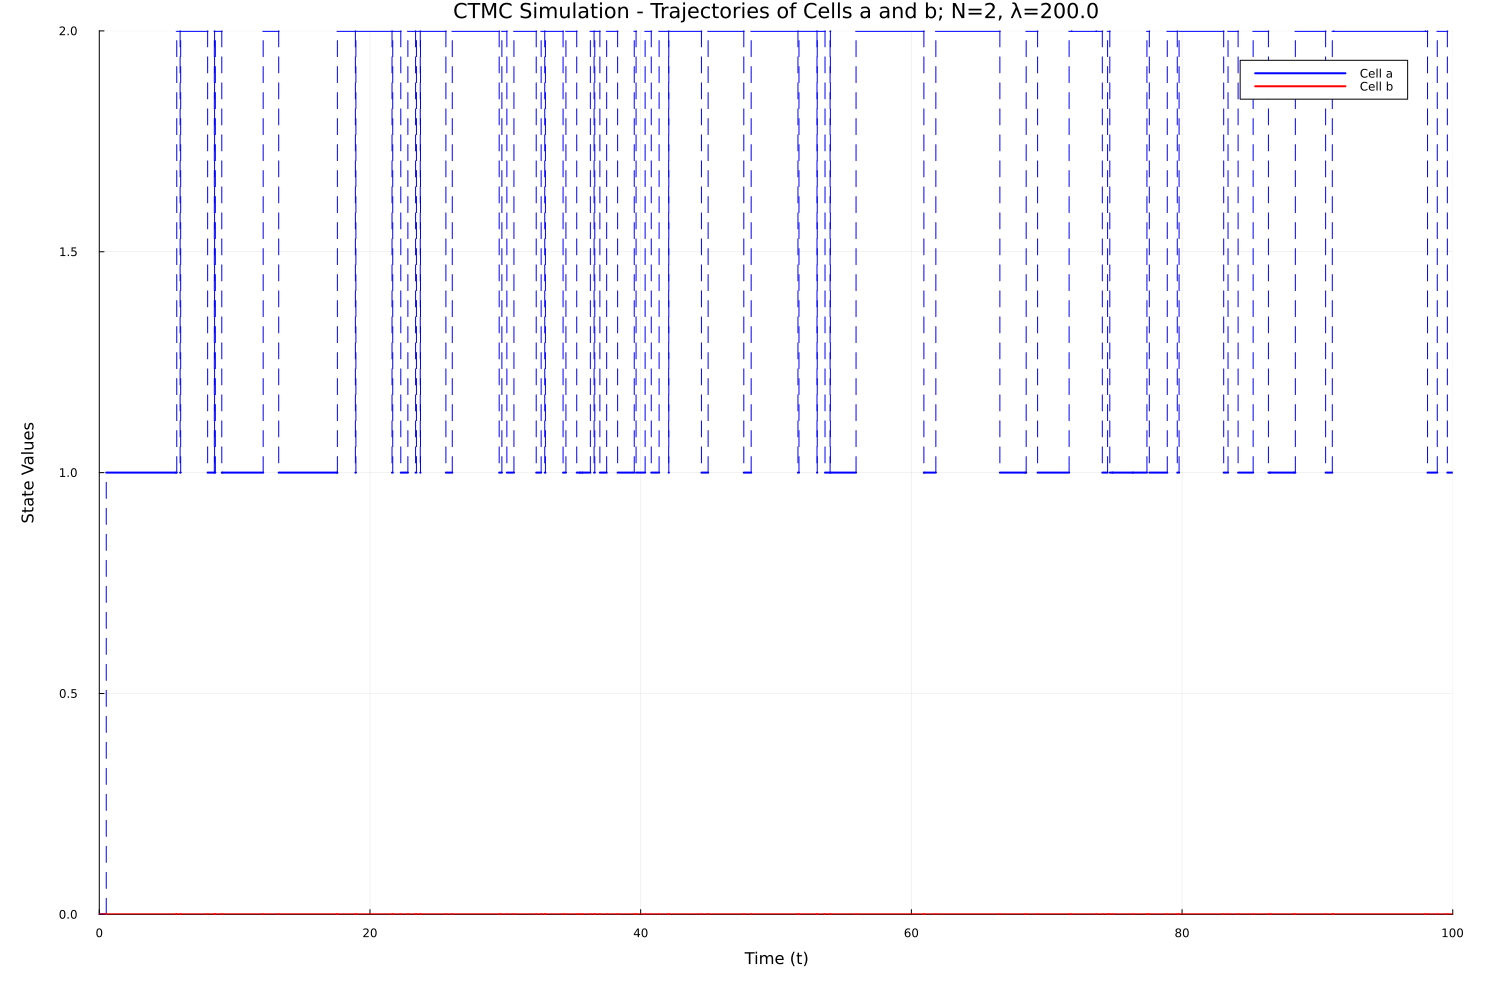 CTMC Simulation - Trajectories of Cells a and b; N=2, λ=200.0
2.0
Cell a
Cell b
1.5
State Values
1.0
0.5
0.0
0 20 40 60 80 100
Time (t)